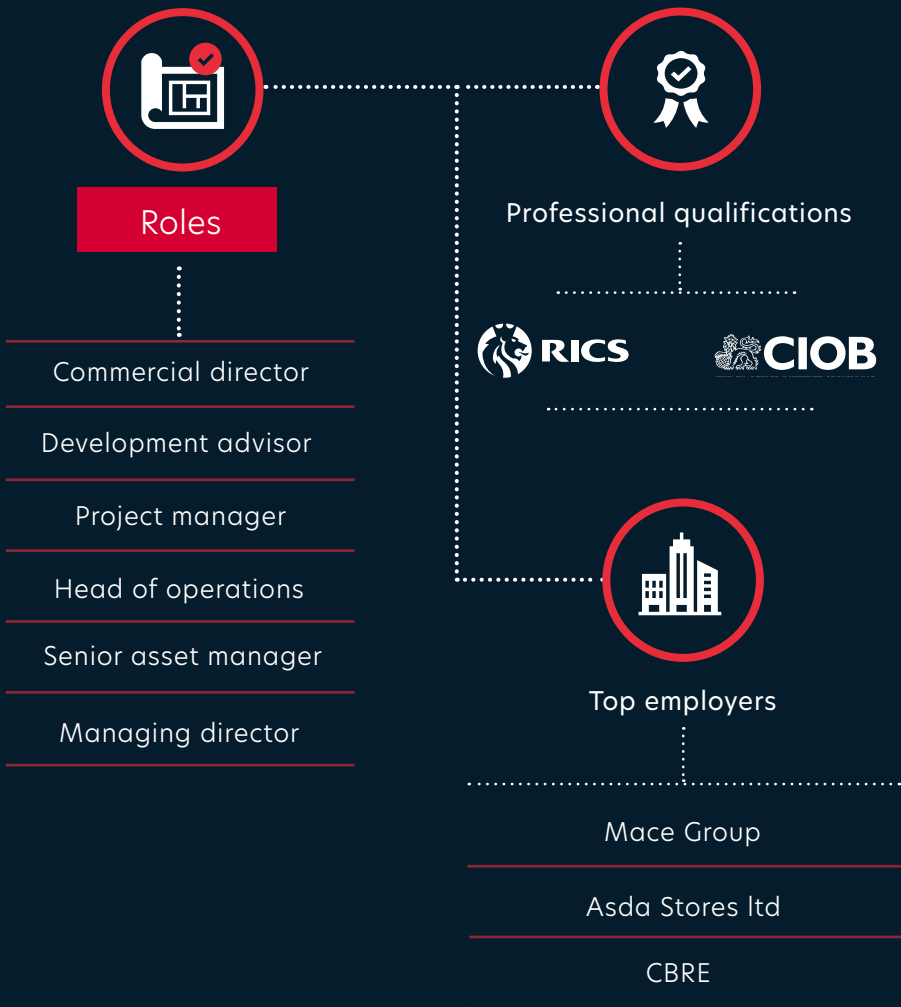 Roles
Commercial director
Development advisor
Project manager
Head of operations
Senior asset manager
Managing director
Professional qualifications
RICS
CIOB
Top employers
Mace Group
Asda Stores ltd
CBRE